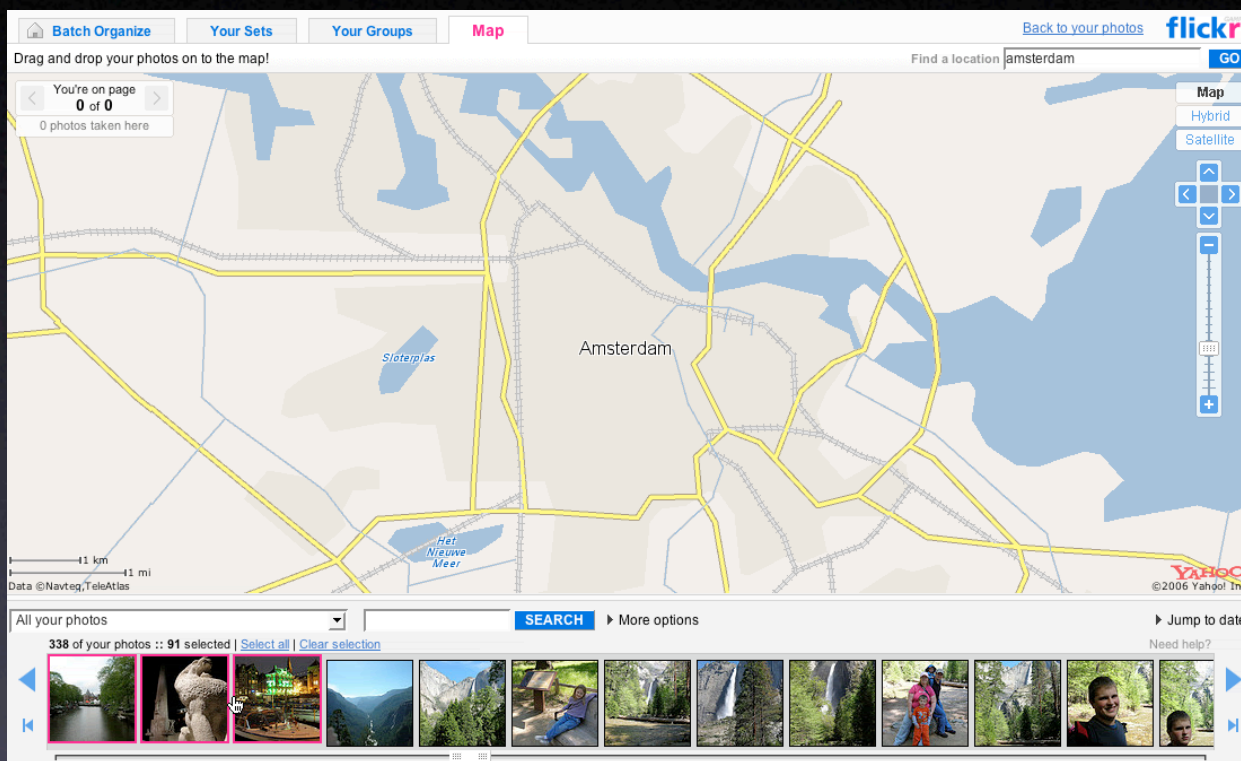 Batch Organize Your Sets Your Groups Map Back to your photos flickr
Drag and drop your photos on to the map! Find a location amsterdam GO
You're on page
0 of 0
0 photos taken here
Map
Hybrid
Satellite
Amsterdam
Sloterplas
Het
Nieuwe
Meer
1 km
1 mi
Data ©Navteq,TeleAtlas
YAHOO
©2006 Yahoo! In
All your photos SEARCH More options Jump to date
338 of your photos :: 91 selected | Select all | Clear selection Need help?